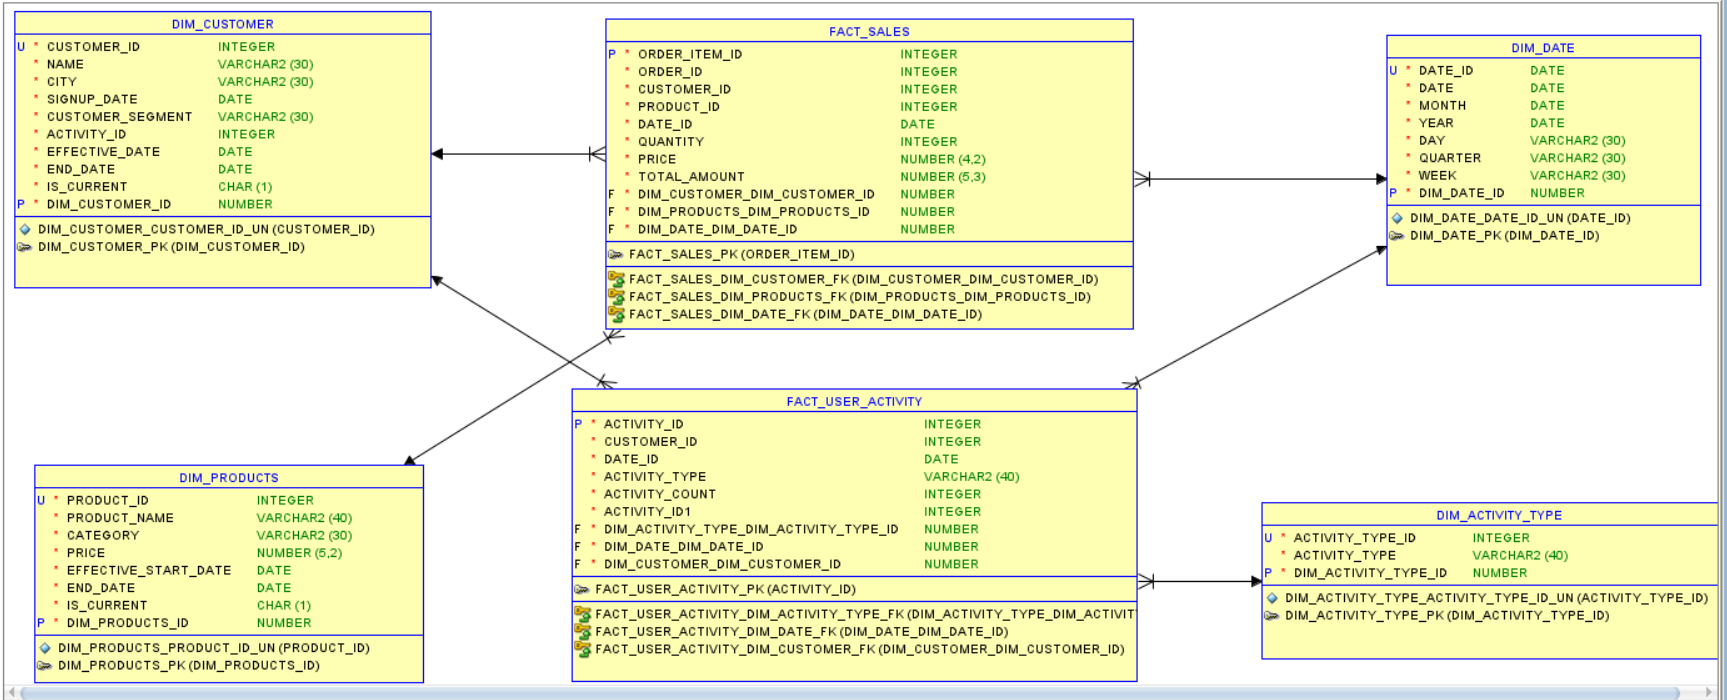 DIM_CUSTOMER
U * CUSTOMER_ID INTEGER
* NAME VARCHAR2 (30)
* CITY VARCHAR2 (30)
* SIGNUP_DATE DATE
* CUSTOMER_SEGMENT VARCHAR2 (30)
* ACTIVITY_ID INTEGER
* EFFECTIVE_DATE DATE
* END_DATE DATE
* IS_CURRENT CHAR (1)
P * DIM_CUSTOMER_ID NUMBER
DIM_CUSTOMER_CUSTOMER_ID_UN (CUSTOMER_ID)
DIM_CUSTOMER_PK (DIM_CUSTOMER_ID)
FACT_SALES
P * ORDER_ITEM_ID INTEGER
* ORDER_ID INTEGER
* CUSTOMER_ID INTEGER
* PRODUCT_ID INTEGER
* DATE_ID DATE
* QUANTITY INTEGER
* PRICE NUMBER (4,2)
* TOTAL_AMOUNT NUMBER (5,3)
F * DIM_CUSTOMER_DIM_CUSTOMER_ID NUMBER
F * DIM_PRODUCTS_DIM_PRODUCTS_ID NUMBER
F * DIM_DATE_DIM_DATE_ID NUMBER
FACT_SALES_PK (ORDER_ITEM_ID)
FACT_SALES_DIM_CUSTOMER_FK (DIM_CUSTOMER_DIM_CUSTOMER_ID)
FACT_SALES_DIM_PRODUCTS_FK (DIM_PRODUCTS_DIM_PRODUCTS_ID)
FACT_SALES_DIM_DATE_FK (DIM_DATE_DIM_DATE_ID)
DIM_DATE
U * DATE_ID DATE
* DATE DATE
* MONTH DATE
* YEAR DATE
* DAY VARCHAR2 (30)
* QUARTER VARCHAR2 (30)
* WEEK VARCHAR2 (30)
P * DIM_DATE_ID NUMBER
DIM_DATE_DATE_ID_UN (DATE_ID)
DIM_DATE_PK (DIM_DATE_ID)
DIM_PRODUCTS
U * PRODUCT_ID INTEGER
* PRODUCT_NAME VARCHAR2 (40)
* CATEGORY VARCHAR2 (30)
* PRICE NUMBER (5,2)
* EFFECTIVE_START_DATE DATE
* END_DATE DATE
* IS_CURRENT CHAR (1)
P * DIM_PRODUCTS_ID NUMBER
DIM_PRODUCTS_PRODUCT_ID_UN (PRODUCT_ID)
DIM_PRODUCTS_PK (DIM_PRODUCTS_ID)
FACT_USER_ACTIVITY
P * ACTIVITY_ID INTEGER
* CUSTOMER_ID INTEGER
* DATE_ID DATE
* ACTIVITY_TYPE VARCHAR2 (40)
* ACTIVITY_COUNT INTEGER
* ACTIVITY_ID1 INTEGER
F * DIM_ACTIVITY_TYPE_DIM_ACTIVITY_TYPE_ID NUMBER
F * DIM_DATE_DIM_DATE_ID NUMBER
F * DIM_CUSTOMER_DIM_CUSTOMER_ID NUMBER
FACT_USER_ACTIVITY_PK (ACTIVITY_ID)
FACT_USER_ACTIVITY_DIM_ACTIVITY_TYPE_FK (DIM_ACTIVITY_TYPE_DIM_ACTIVIT
FACT_USER_ACTIVITY_DIM_DATE_FK (DIM_DATE_DIM_DATE_ID)
FACT_USER_ACTIVITY_DIM_CUSTOMER_FK (DIM_CUSTOMER_DIM_CUSTOMER_ID)
DIM_ACTIVITY_TYPE
U * ACTIVITY_TYPE_ID INTEGER
* ACTIVITY_TYPE VARCHAR2 (40)
P * DIM_ACTIVITY_TYPE_ID NUMBER
DIM_ACTIVITY_TYPE_ACTIVITY_TYPE_ID_UN (ACTIVITY_TYPE_ID)
DIM_ACTIVITY_TYPE_PK (DIM_ACTIVITY_TYPE_ID)